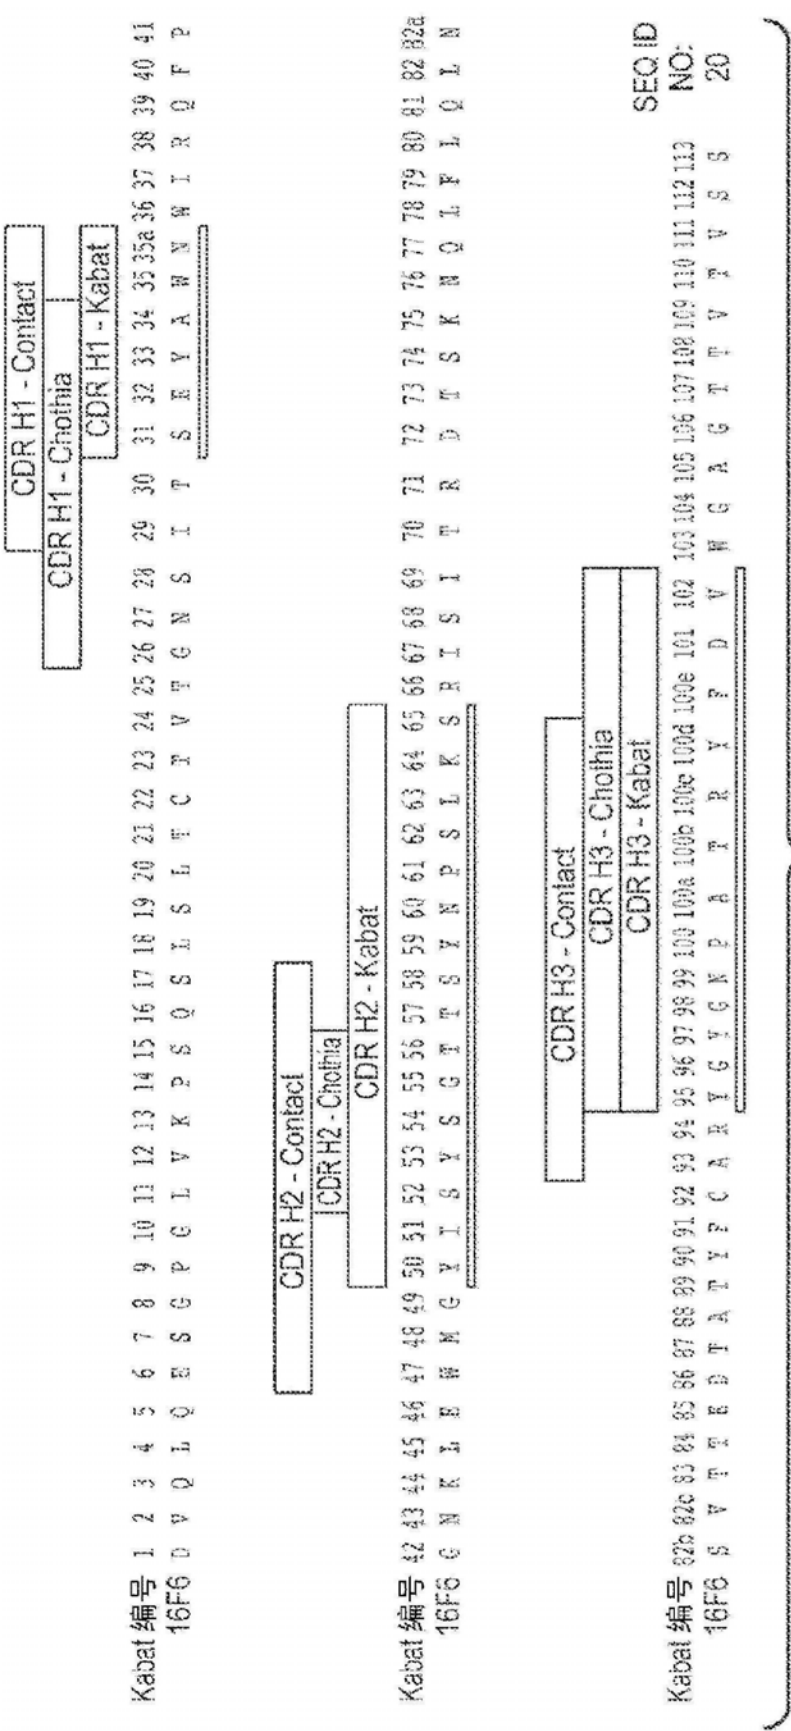 CDR H1 - Contact
CDR H1 - Chothia
CDR H1 - Kabat
Kabat 编号 1 2 3 4 5 6 7 8 9 10 11 12 13 14 15 16 17 18 19 20 21 22 23 24 25 26 27 28 29 30 31 32 33 34 35 35a 36 37 38 39 40 41
16F6 D V Q L Q E S G P G L V K P S Q S L S L T C T V T G N S I T S E Y A W N W I R Q F P
CDR H2 - Contact
CDR H2 - Chothia
CDR H2 - Kabat
Kabat 编号 42 43 44 45 46 47 48 49 50 51 52 53 54 55 56 57 58 59 60 61 62 63 64 65 66 67 68 69 70 71 72 73 74 75 76 77 78 79 80 81 82 82a
16F6 G N K L E W M G Y I S Y S G T T S Y N P S L K S R I S I T R D T S K N Q L F L Q L N
CDR H3 - Contact
CDR H3 - Chothia
CDR H3 - Kabat
SEQ ID
Kabat 编号 82b 82c 83 84 85 86 87 88 89 90 91 92 93 94 95 96 97 98 99 100 100a 100b 100c 100d 100e 101 102 103 104 105 106 107 108 109 110 111 112 113 NO:
16F6 S V T T E D T A T Y F C A R Y G Y G N P A T R Y F D V W G A G T T V T V S S 20